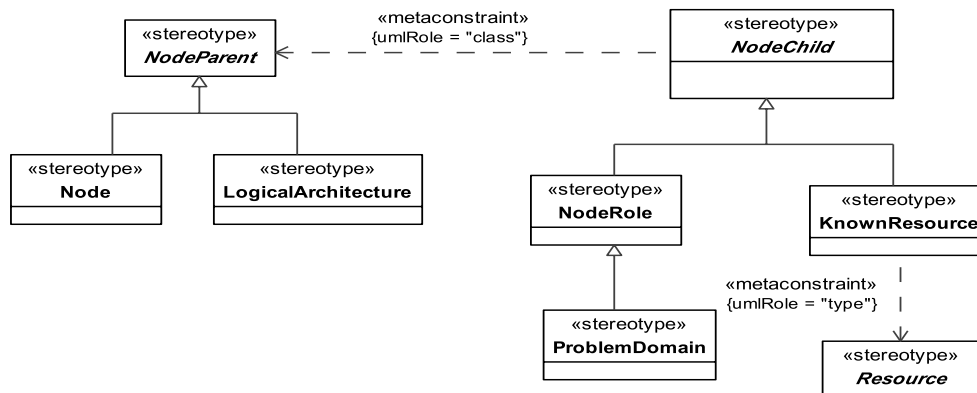 «metaconstraint»
{umlRole = "class"}
«stereotype»
NodeParent
«stereotype»
NodeChild
«stereotype»
Node
«stereotype»
LogicalArchitecture
«stereotype»
NodeRole
«stereotype»
KnownResource
«metaconstraint»
{umlRole = "type"}
«stereotype»
ProblemDomain
«stereotype»
Resource